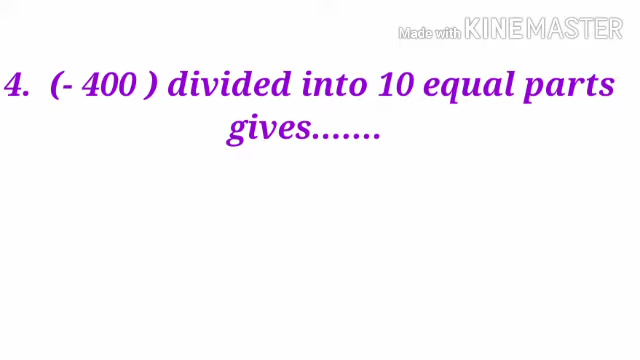 Made with KINEMASTER
4. (- 400 ) divided into 10 equal parts
gives.......